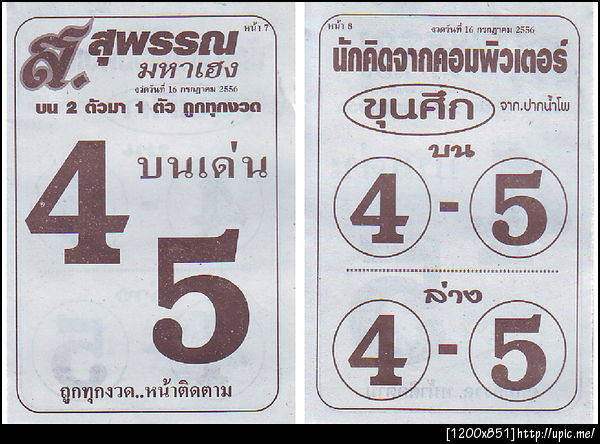 หน้า 7
ส. สุพรรณ
มหาเฮง
งวดวันที่ 16 กรกฎาคม 2556
บน 2 ตัวมา 1 ตัว ถูกทุกงวด
4 บนเด่น
5
ถูกทุกงวด..หน้าติดตาม
หน้า 8 งวดวันที่ 16 กรกฎาคม 2556
นักคิดจากคอมพิวเตอร์
ขุนศึก จาก.ปากน้ำโพ
บน
4 - 5
ล่าง
4 - 5
[1200x851]http://upic.me/